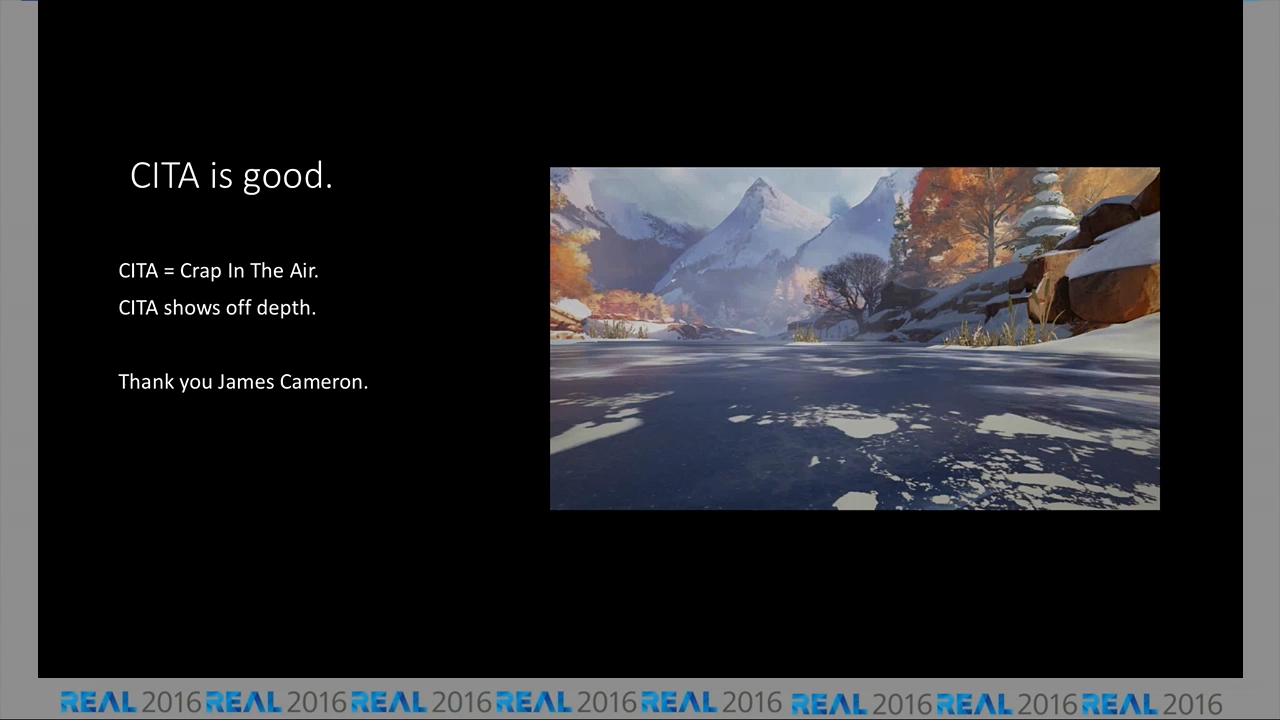 CITA is good.
CITA = Crap In The Air.
CITA shows off depth.
Thank you James Cameron.
REAL 2016 REAL 2016 REAL 2016 REAL 2016 REAL 2016 REAL 2016 REAL 2016 REAL 2016